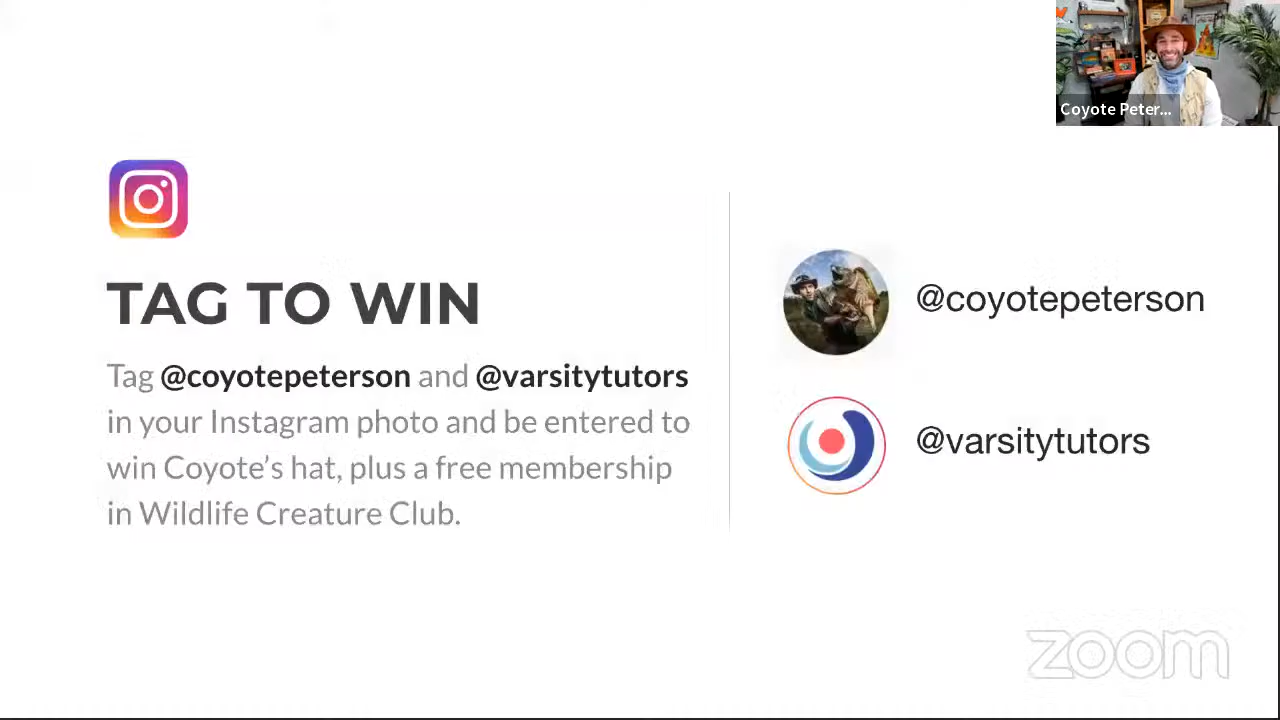 Coyote Peter...
TAG TO WIN
Tag @coyotepeterson and @varsitytutors
in your Instagram photo and be entered to
win Coyote's hat, plus a free membership
in Wildlife Creature Club.
@coyotepeterson
@varsitytutors
zoom